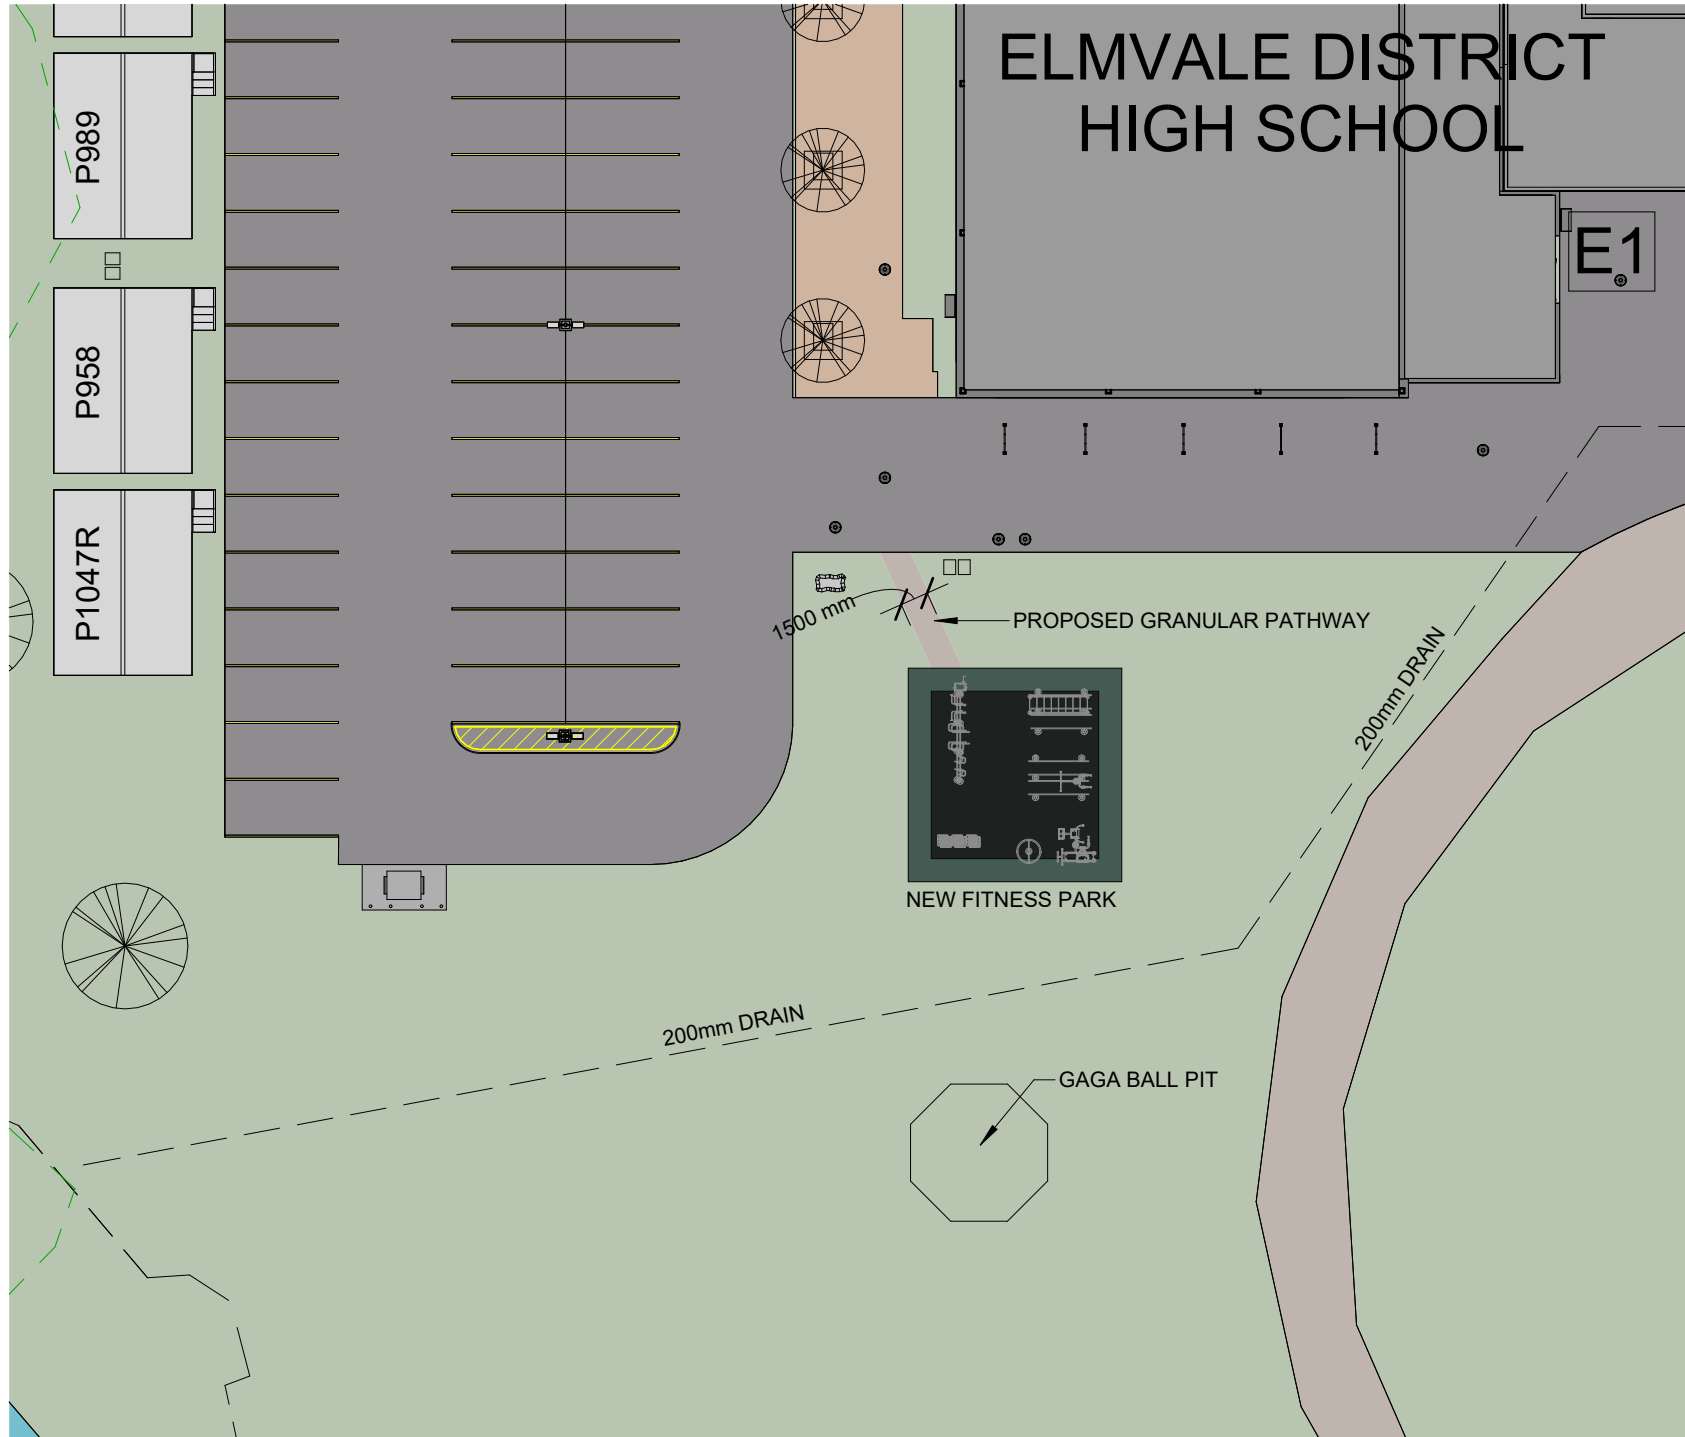 ELMVALE DISTRICT
HIGH SCHOOL
P989
E1
P958
P1047R
1500 mm
PROPOSED GRANULAR PATHWAY
200mm DRAIN
NEW FITNESS PARK
200mm DRAIN
GAGA BALL PIT